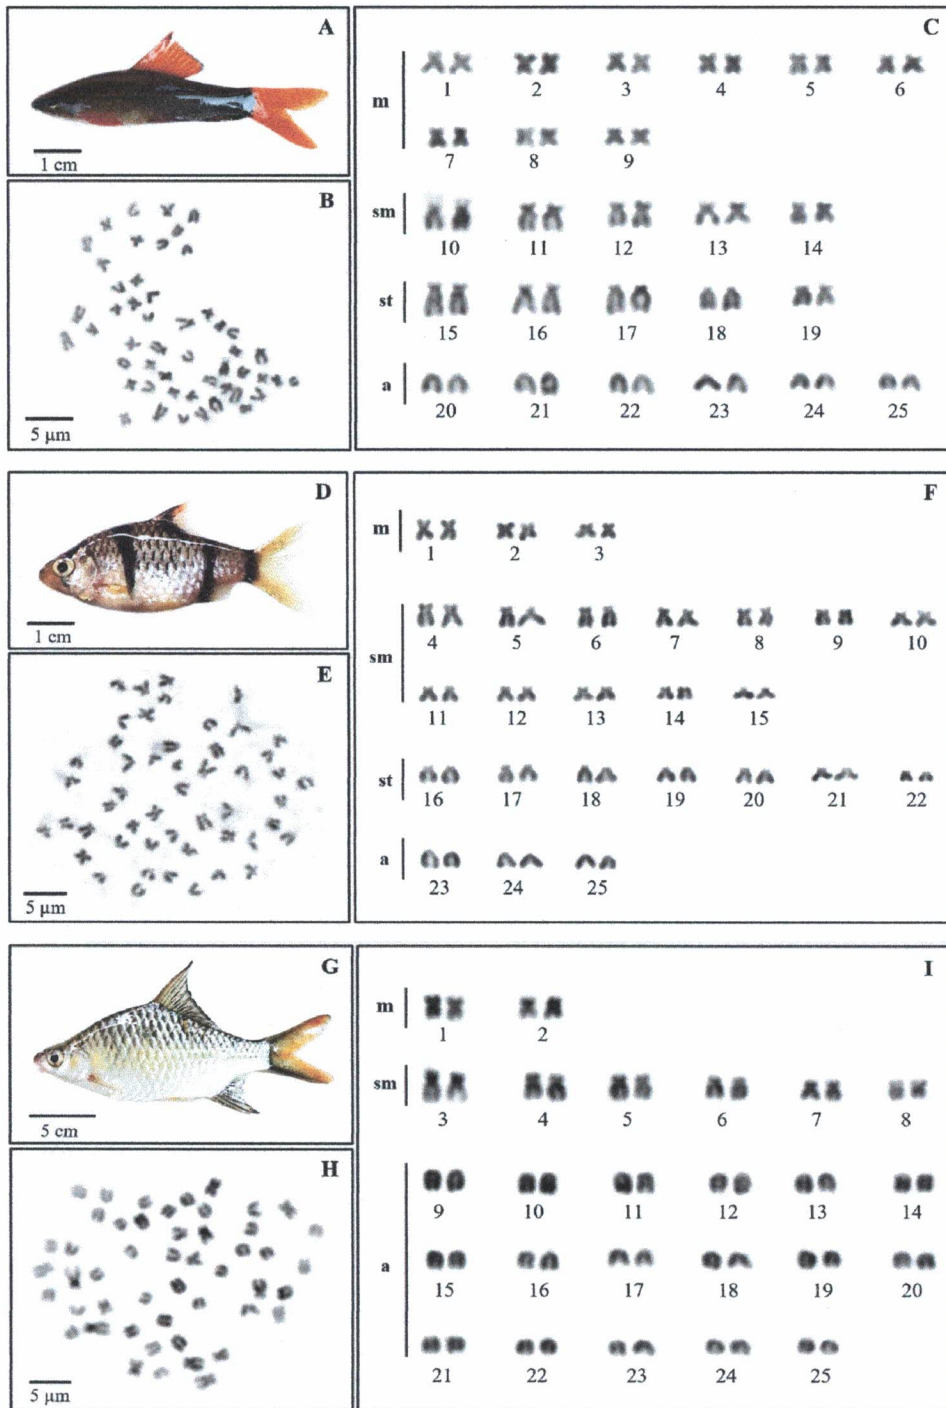 A
1 cm
B
5 µm
C
m
1 2 3 4 5 6
7 8 9
sm
10 11 12 13 14
st
15 16 17 18 19
a
20 21 22 23 24 25
D
1 cm
E
5 µm
F
m
1 2 3
4 5 6 7 8 9 10
sm
11 12 13 14 15
st
16 17 18 19 20 21 22
a
23 24 25
G
5 cm
H
5 µm
I
m
1 2
sm
3 4 5 6 7 8
9 10 11 12 13 14
a
15 16 17 18 19 20
21 22 23 24 25